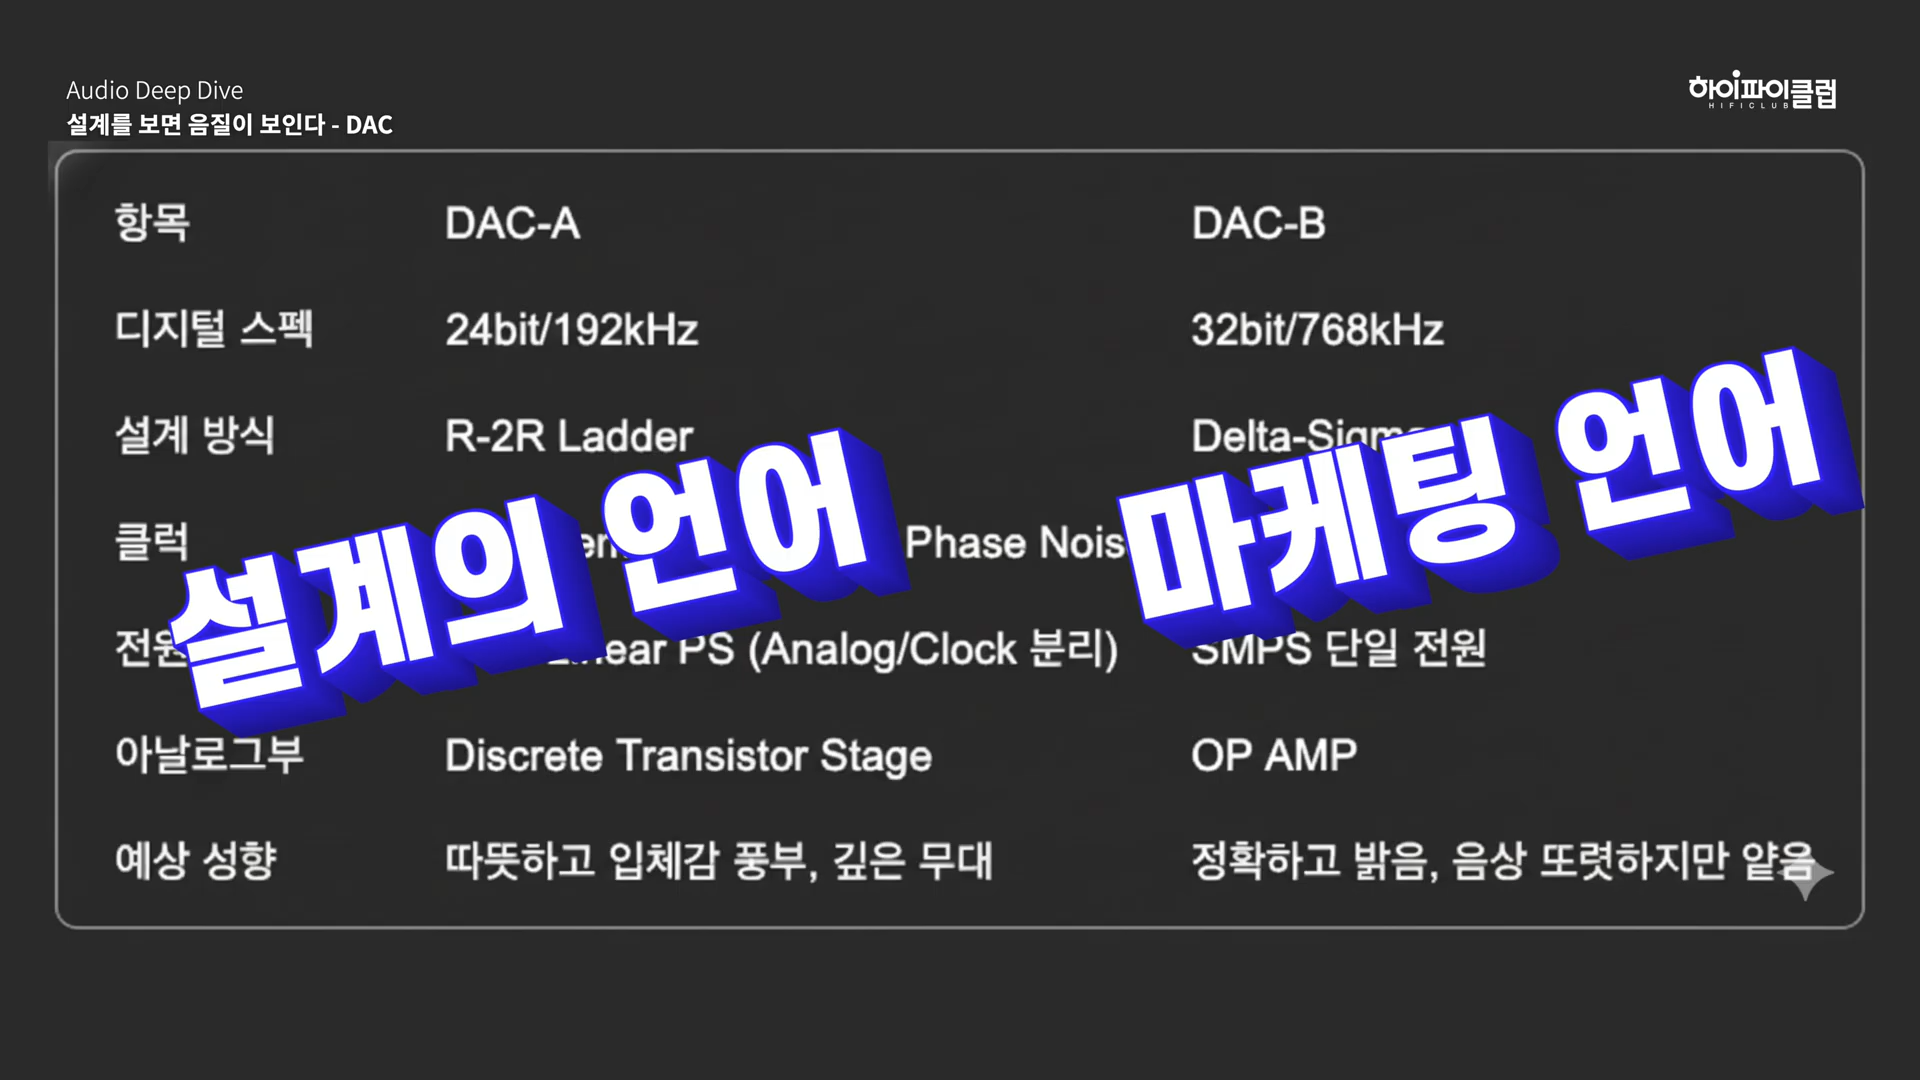 Audio Deep Dive
설계를 보면 음질이 보인다 - DAC
하이파이클럽
HIFICLUB
항목 DAC-A DAC-B
디지털 스펙 24bit/192kHz 32bit/768kHz
설계 방식 R-2R Ladder
설계의 언어 마케팅 언어
클럭 Phase
PS (Analog/Clock 분리) SMPS 단일 전원
아날로그부 Discrete Transistor Stage OP AMP
예상 성향 따뜻하고 입체감 풍부, 깊은 무대 정확하고 밝음, 음상 또렷하지만 얕음